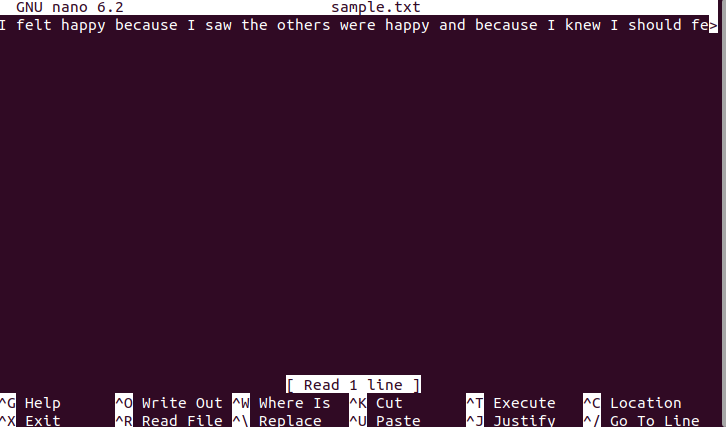 GNU nano 6.2 sample.txt
I felt happy because I saw the others were happy and because I knew I should fe>
[ Read 1 line ]
^G Help ^O Write Out ^W Where Is ^K Cut ^T Execute ^C Location
^X Exit ^R Read File ^\ Replace ^U Paste ^J Justify ^/ Go To Line